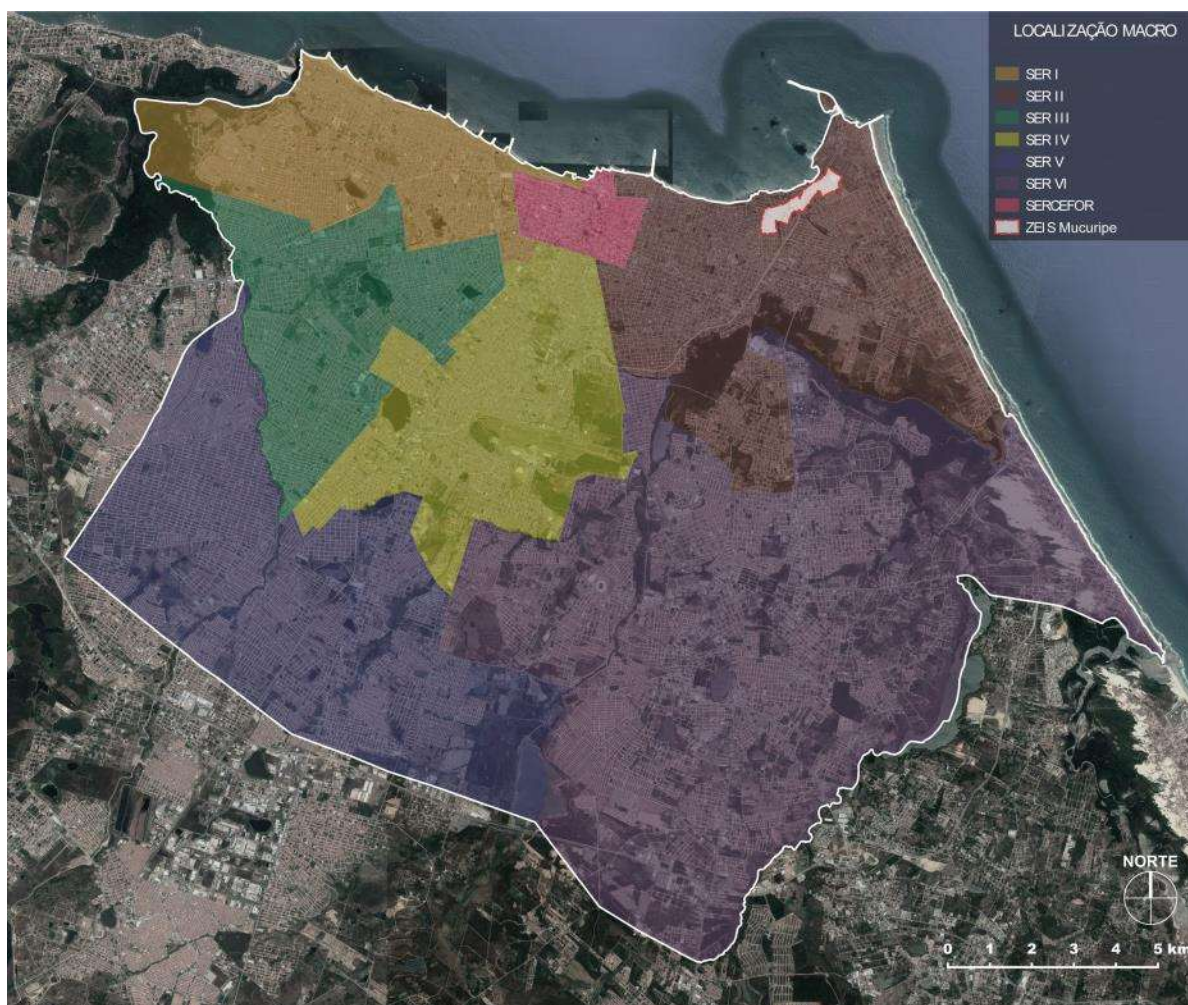 LOCALIZAÇÃO MACRO
SER I
SER II
SER III
SER IV
SER V
SER VI
SERCEFOR
ZEIS Mucuripe
NORTE
0 1 2 3 4 5 km